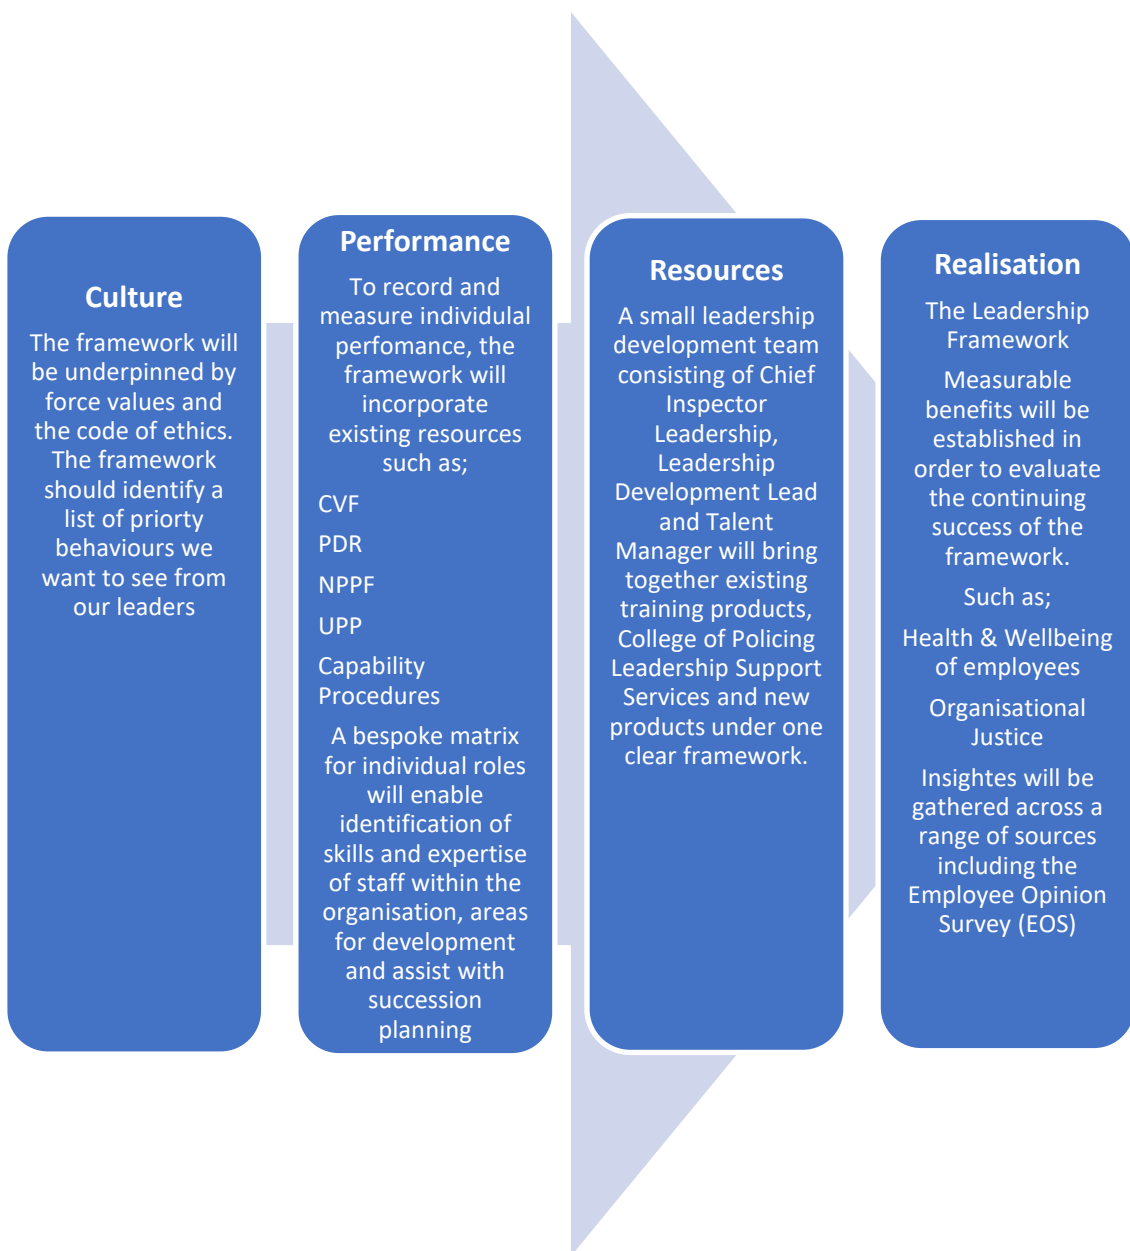 Culture
The framework will
be underpinned by
force values and
the code of ethics.
The framework
should identify a
list of priorty
behaviours we
want to see from
our leaders
Performance
To record and
measure individulal
perfomance, the
framework will
incorporate
existing resources
such as;
CVF
PDR
NPPF
UPP
Capability
Procedures
A bespoke matrix
for individual roles
will enable
identification of
skills and expertise
of staff within the
organisation, areas
for development
and assist with
succession
planning
Resources
A small leadership
development team
consisting of Chief
Inspector
Leadership,
Leadership
Development Lead
and Talent
Manager will bring
together existing
training products,
College of Policing
Leadership Support
Services and new
products under one
clear framework.
Realisation
The Leadership
Framework
Measurable
benefits will be
established in
order to evaluate
the continuing
success of the
framework.
Such as;
Health & Wellbeing
of employees
Organisational
Justice
Insightes will be
gathered across a
range of sources
including the
Employee Opinion
Survey (EOS)